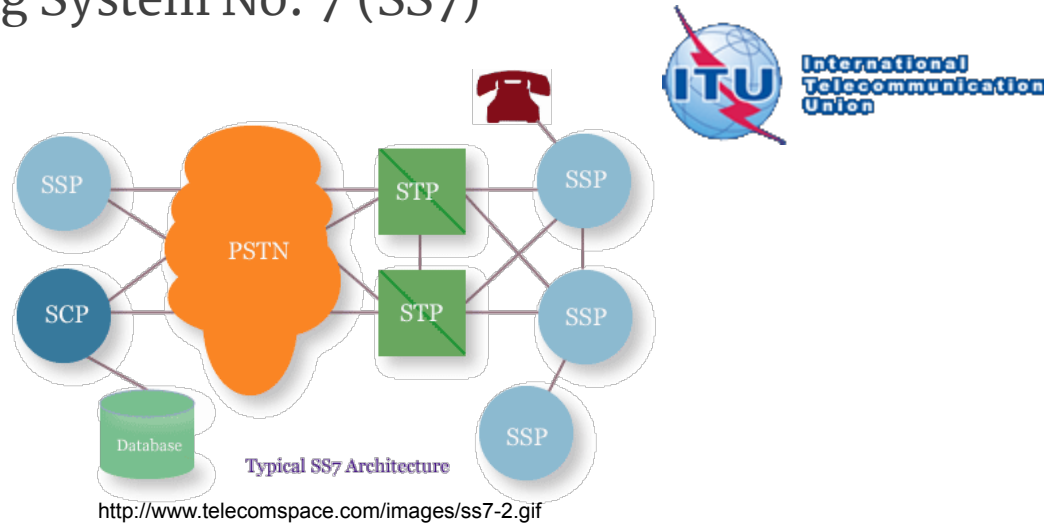 g System No. 7 (SS7)
ITU
International
Telecommunication
Union
SSP
STP
SSP
PSTN
SCP
STP
SSP
Database
SSP
Typical SS7 Architecture
http://www.telecomspace.com/images/ss7-2.gif